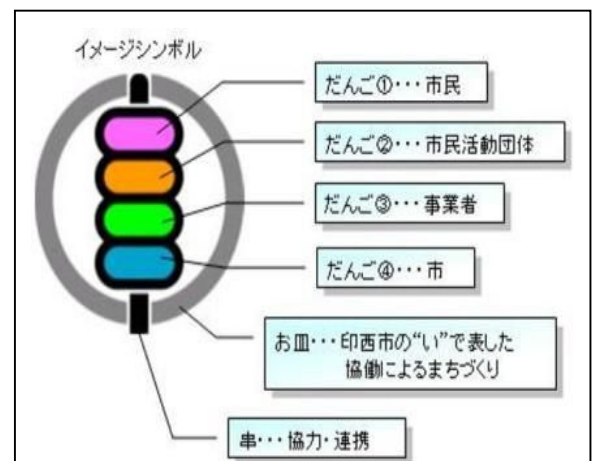 イメージシンボル
だんご①・・・市民
だんご②・・・市民活動団体
だんご③・・・事業者
だんご④・・・市
お皿・・・印西市の“い”で表した
協働によるまちづくり
串・・・協力・連携